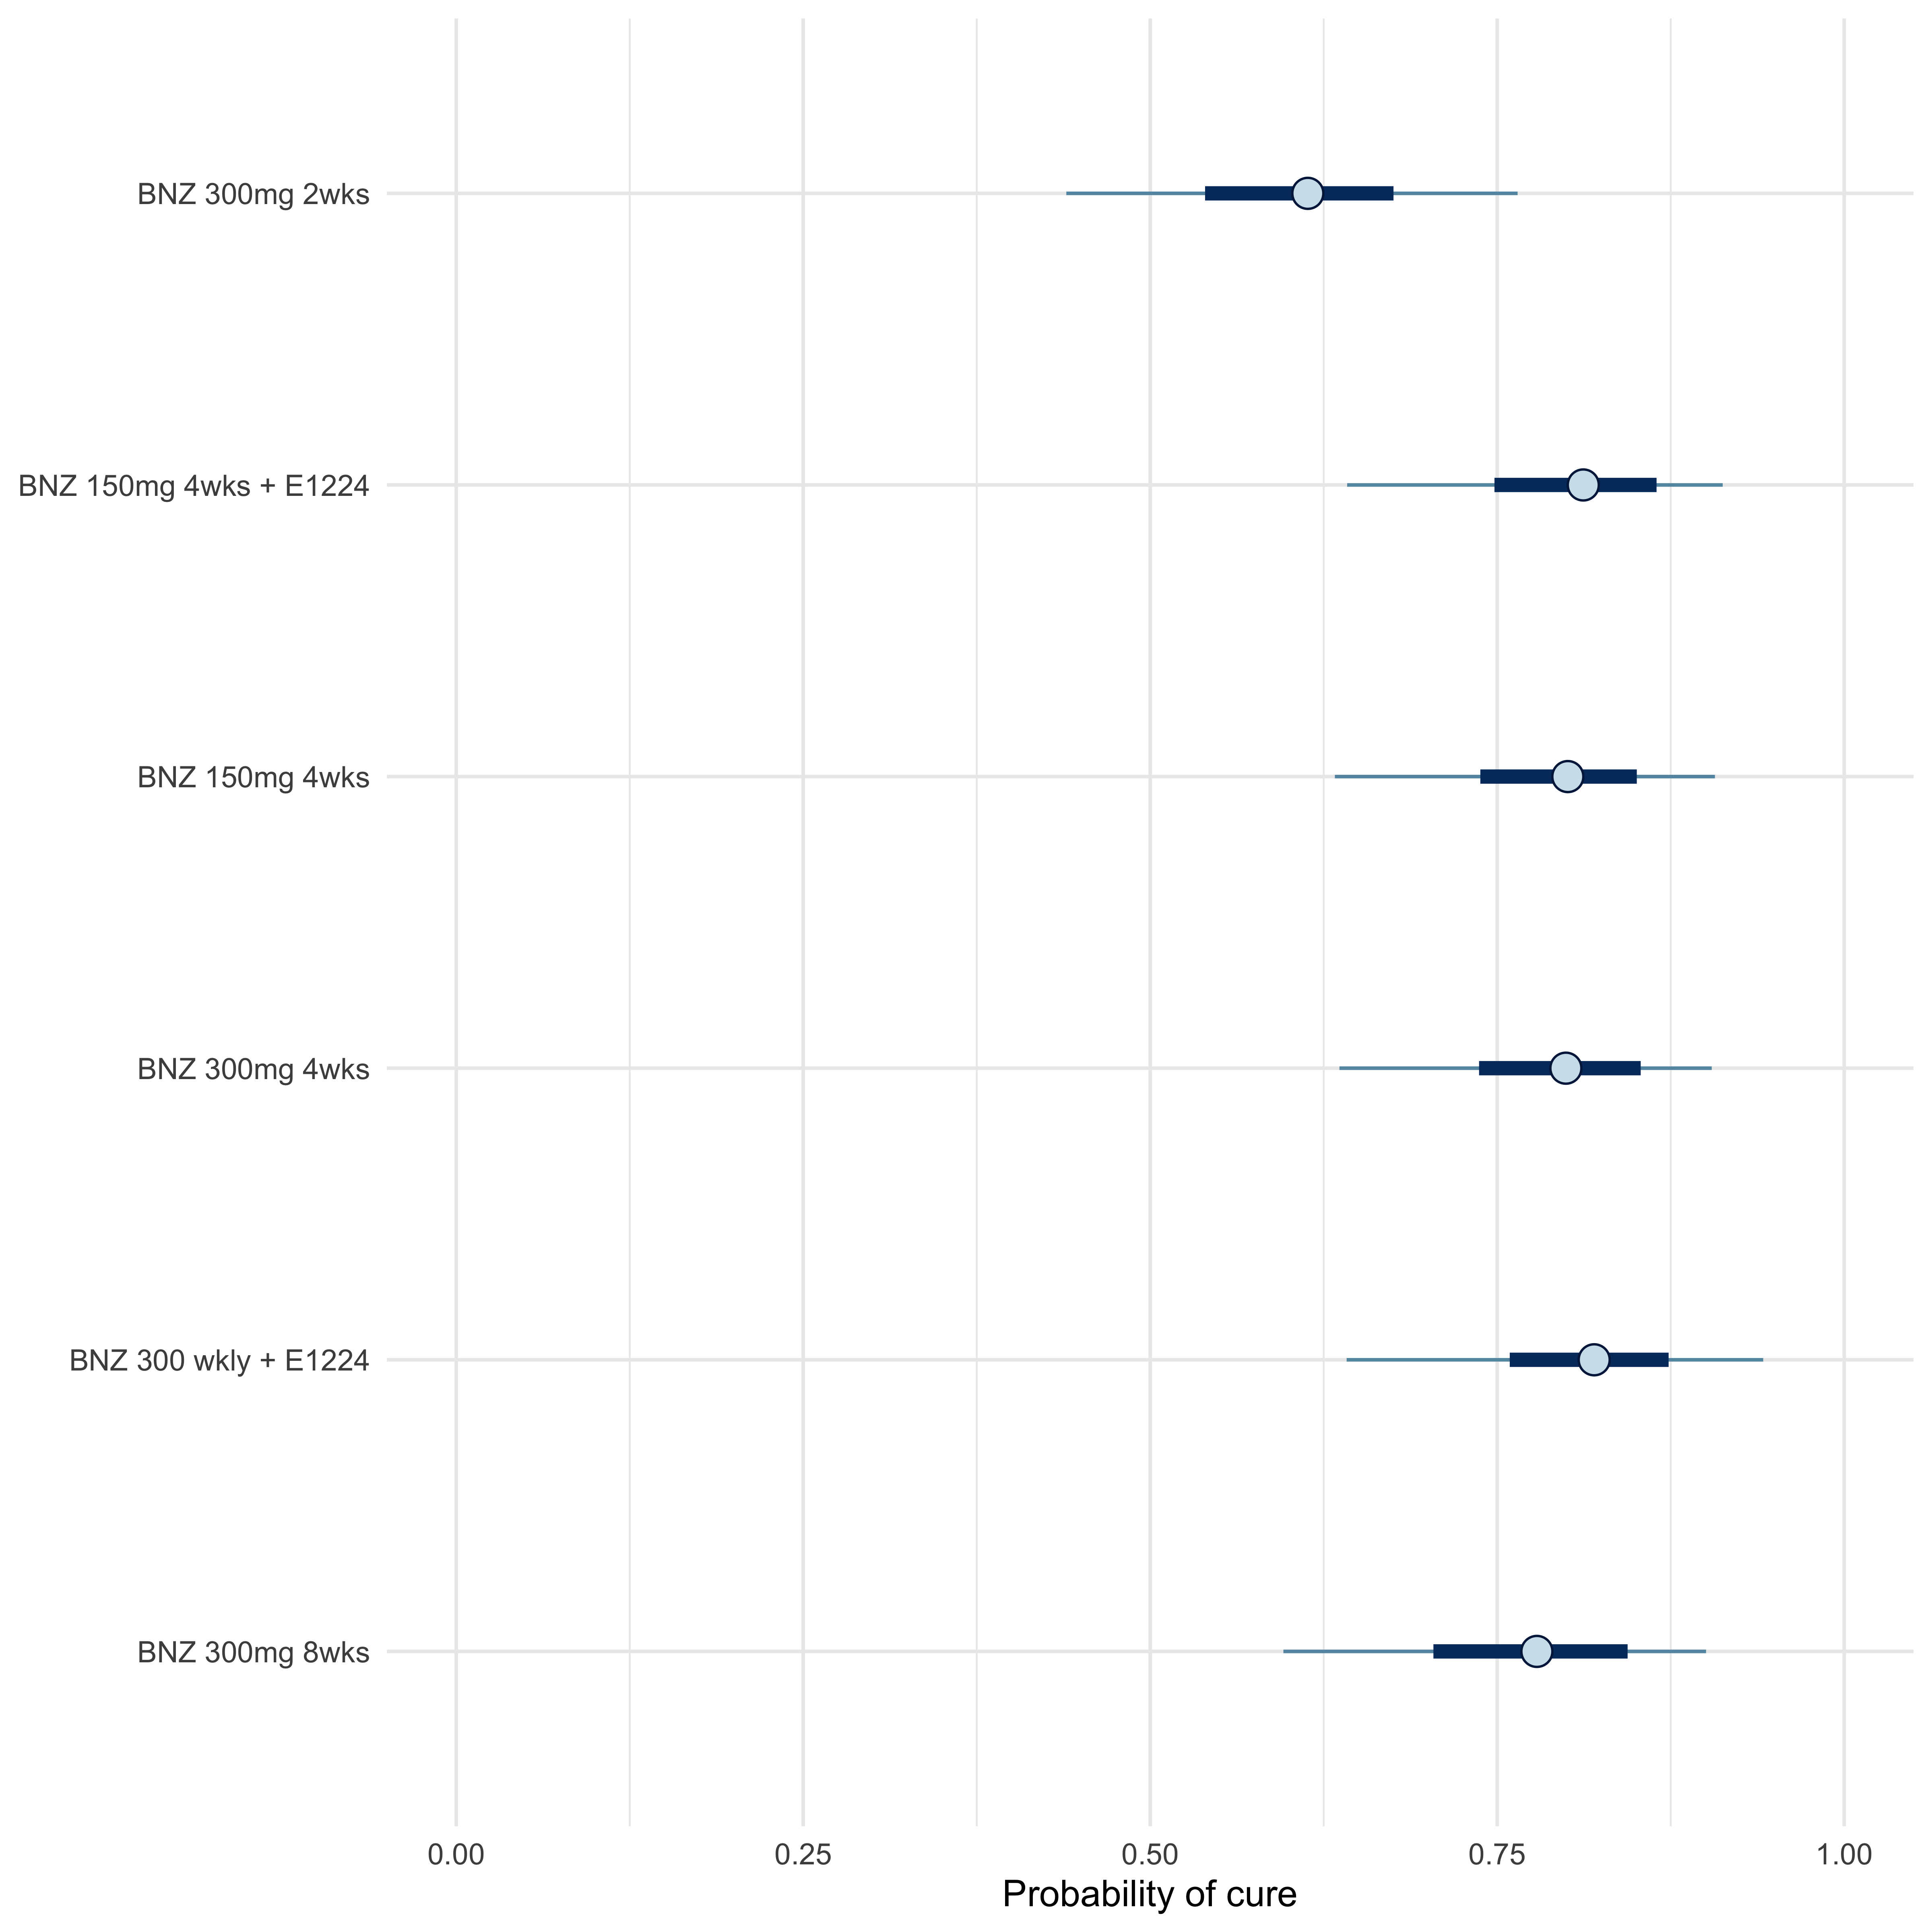 BNZ 300mg 2wks
BNZ 150mg 4wks + E1224
BNZ 150mg 4wks
BNZ 300mg 4wks
BNZ 300 wkly + E1224
BNZ 300mg 8wks
0.00 0.25 0.50 0.75 1.00
Probability of cure